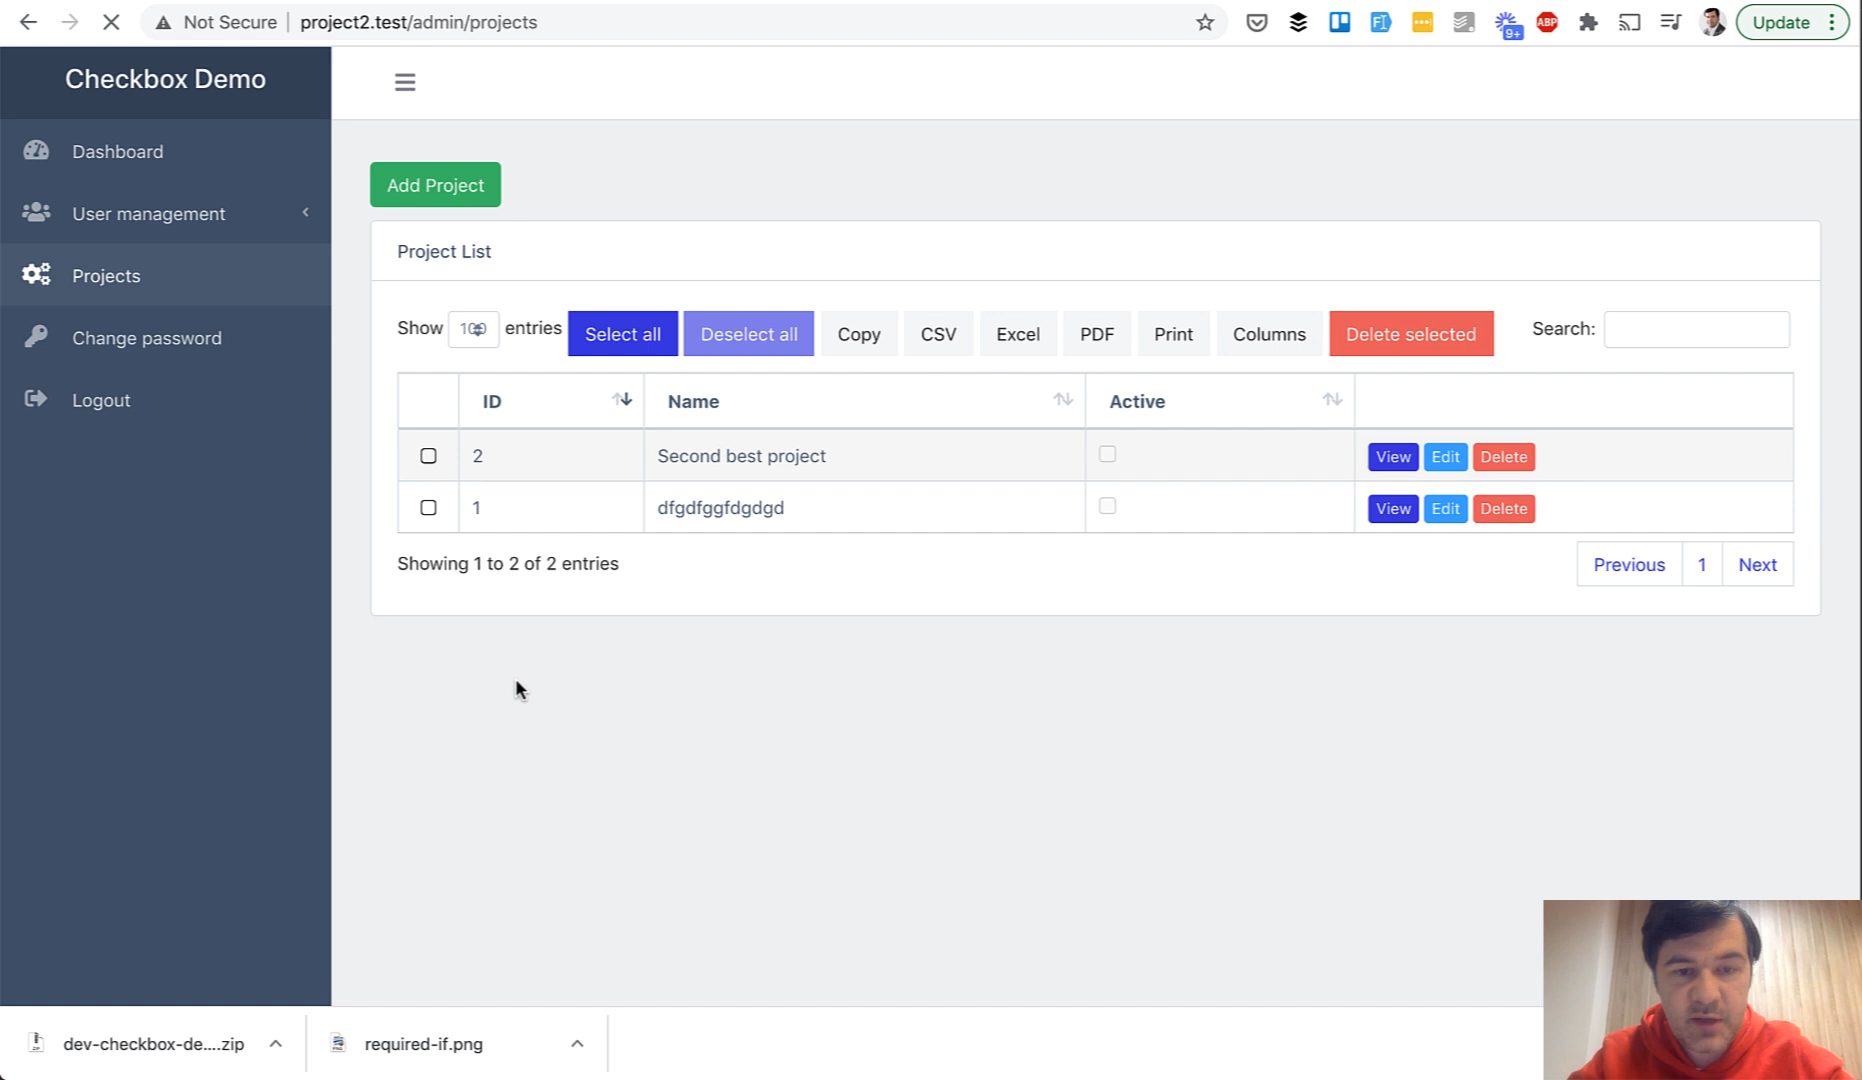 Not Secure | project2.test/admin/projects
9+
ABP
Update
Checkbox Demo
Dashboard
User management
Projects
Change password
Logout
Add Project
Project List
Show 100 entries Select all Deselect all Copy CSV Excel PDF Print Columns Delete selected Search:
ID Name Active
2 Second best project View Edit Delete
1 dfgdfggfdgdgd View Edit Delete
Showing 1 to 2 of 2 entries
Previous 1 Next
dev-checkbox-de....zip
required-if.png